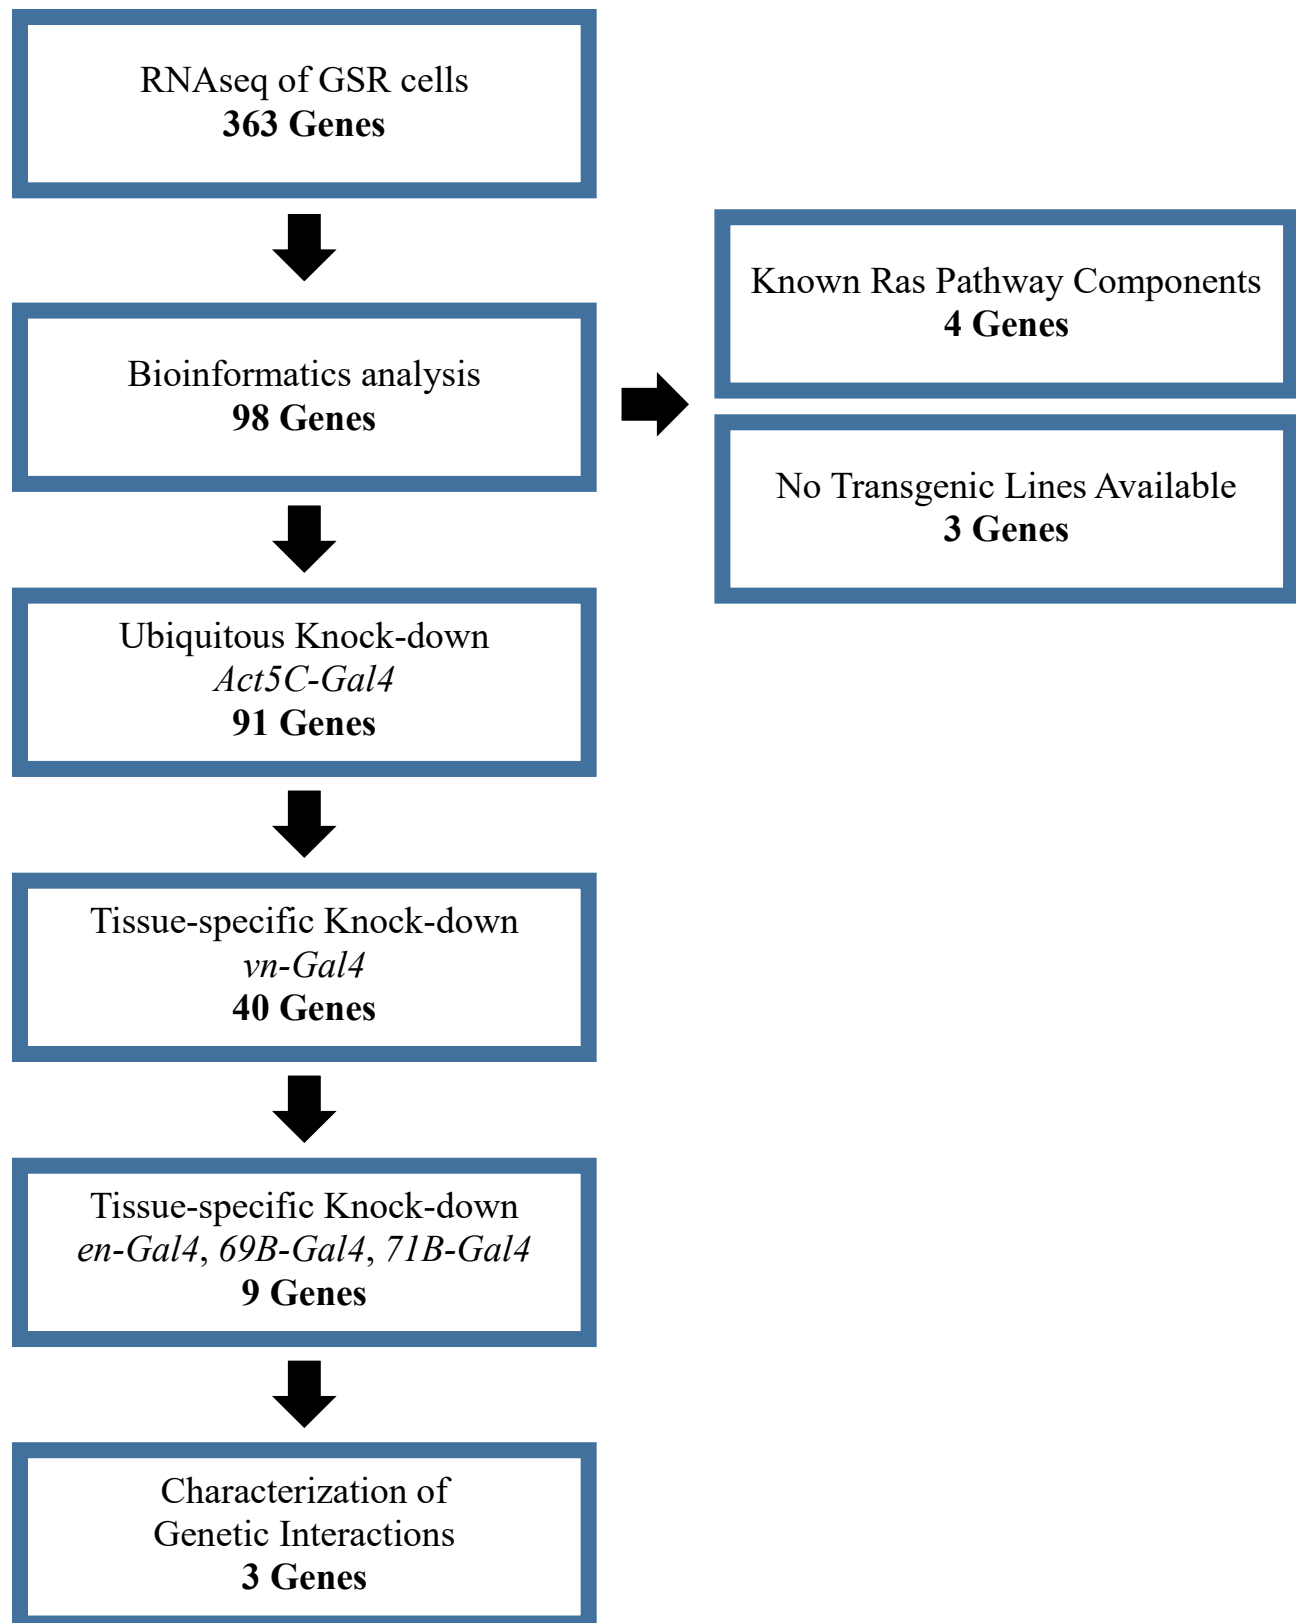 RNAseq of GSR cells
363 Genes
Bioinformatics analysis
98 Genes
Known Ras Pathway Components
4 Genes
No Transgenic Lines Available
3 Genes
Ubiquitous Knock-down
Act5C-Gal4
91 Genes
Tissue-specific Knock-down
vn-Gal4
40 Genes
Tissue-specific Knock-down
en-Gal4, 69B-Gal4, 71B-Gal4
9 Genes
Characterization of
Genetic Interactions
3 Genes